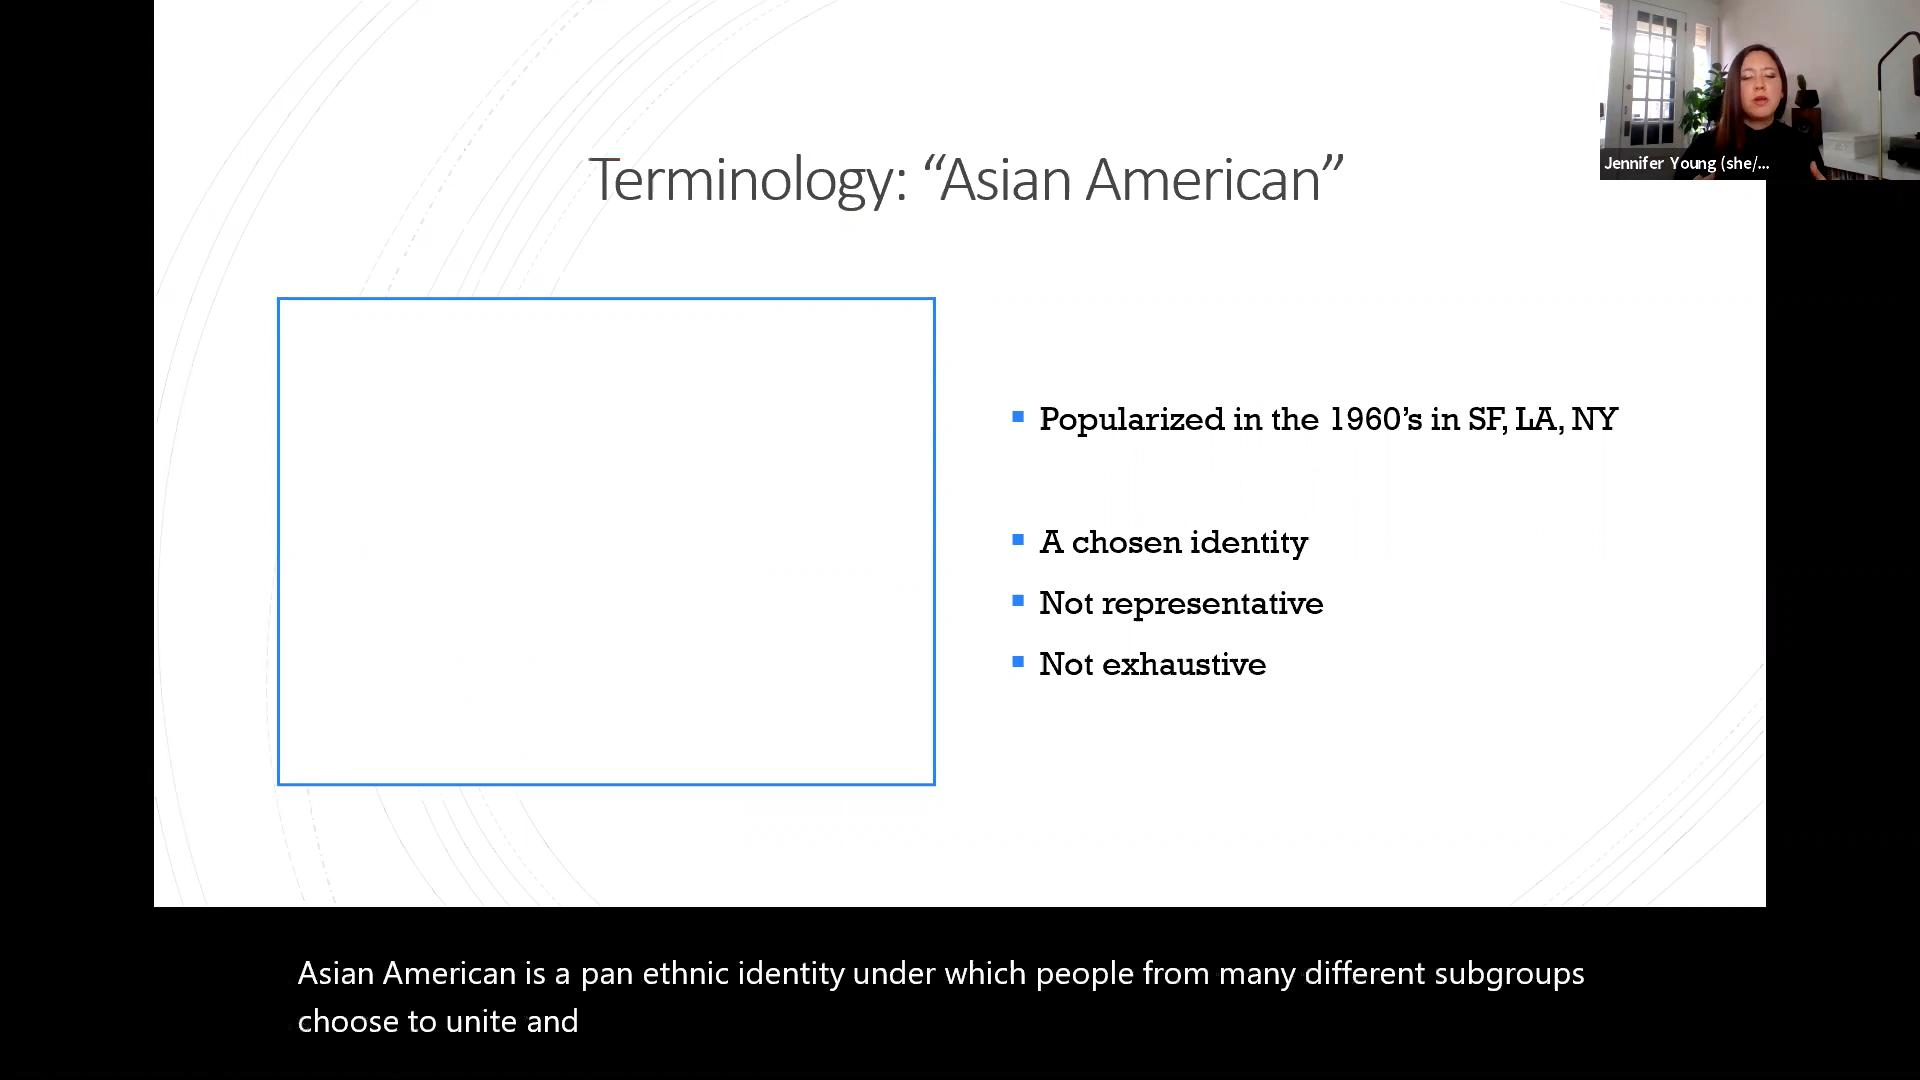 Terminology: “Asian American”
Jennifer Young (she/...
▪ Popularized in the 1960’s in SF, LA, NY
▪ A chosen identity
▪ Not representative
▪ Not exhaustive
Asian American is a pan ethnic identity under which people from many different subgroups
choose to unite and